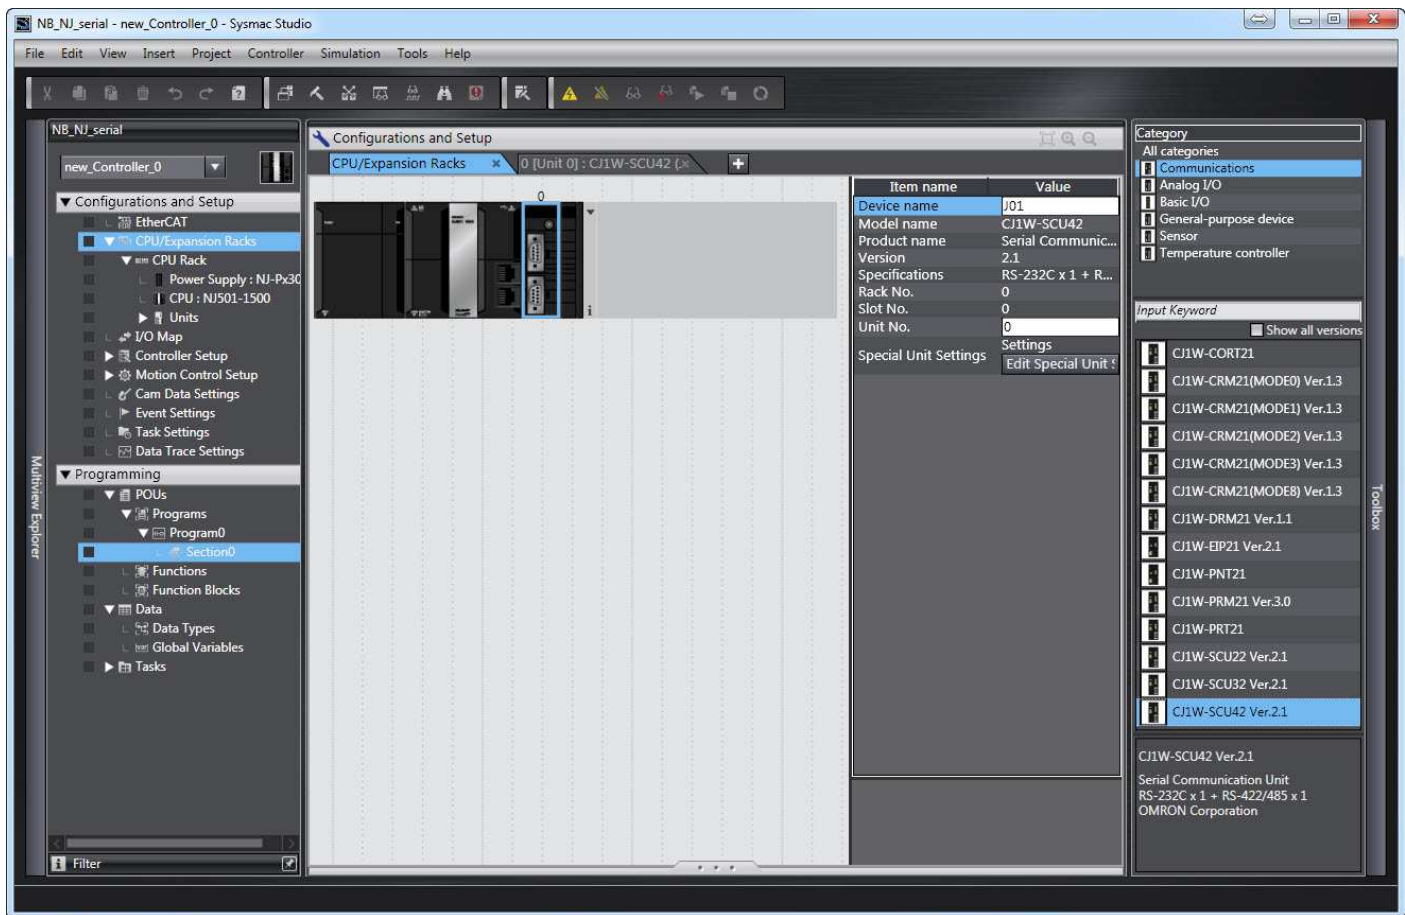 NB_NJ_serial - new_Controller_0 - Sysmac Studio
File Edit View Insert Project Controller Simulation Tools Help
NB_NJ_serial
new_Controller_0
Configurations and Setup
EtherCAT
CPU/Expansion Racks
CPU Rack
Power Supply : NJ-Px30
CPU : NJ501-1500
Units
I/O Map
Controller Setup
Motion Control Setup
Cam Data Settings
Event Settings
Task Settings
Data Trace Settings
Programming
POUs
Programs
Program0
Section0
Functions
Function Blocks
Data
Data Types
Global Variables
Tasks
Filter
Multiview Explorer
Configurations and Setup
CPU/Expansion Racks
0 [Unit 0] : CJ1W-SCU42 (
0
Item name Value
Device name J01
Model name CJ1W-SCU42
Product name Serial Communic...
Version 2.1
Specifications RS-232C x 1 + R...
Rack No. 0
Slot No. 0
Unit No. 0
Special Unit Settings Settings
Edit Special Unit S
Category
All categories
Communications
Analog I/O
Basic I/O
General-purpose device
Sensor
Temperature controller
Input Keyword
Show all versions
CJ1W-CORT21
CJ1W-CRM21(MODE0) Ver.1.3
CJ1W-CRM21(MODE1) Ver.1.3
CJ1W-CRM21(MODE2) Ver.1.3
CJ1W-CRM21(MODE3) Ver.1.3
CJ1W-CRM21(MODE8) Ver.1.3
CJ1W-DRM21 Ver.1.1
CJ1W-EIP21 Ver.2.1
CJ1W-PNT21
CJ1W-PRM21 Ver.3.0
CJ1W-PRT21
CJ1W-SCU22 Ver.2.1
CJ1W-SCU32 Ver.2.1
CJ1W-SCU42 Ver.2.1
CJ1W-SCU42 Ver.2.1
Serial Communication Unit
RS-232C x 1 + RS-422/485 x 1
OMRON Corporation
Toolbox